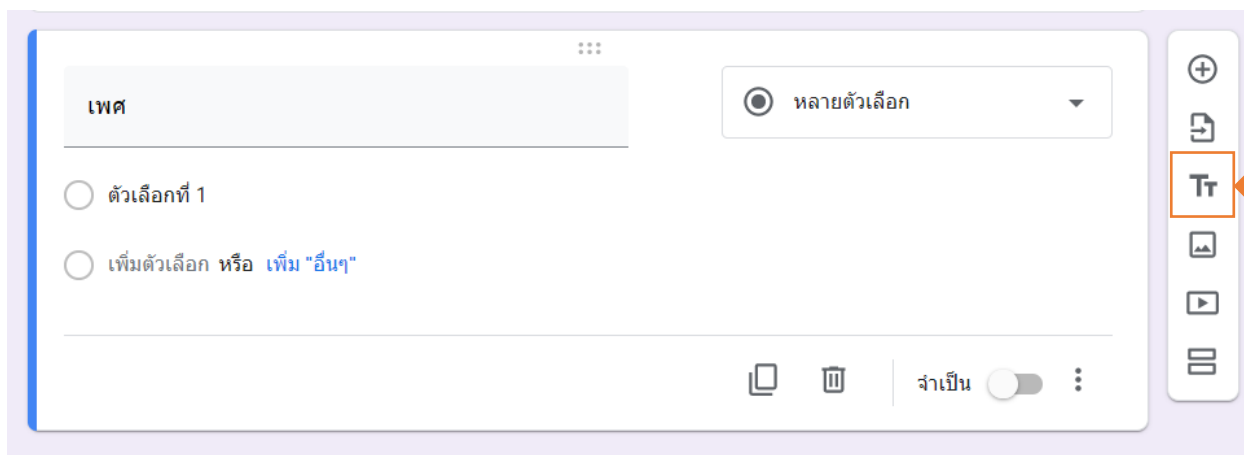 เพศ
หลายตัวเลือก
ตัวเลือกที่ 1
เพิ่มตัวเลือก หรือ เพิ่ม "อื่นๆ"
จำเป็น
Tт